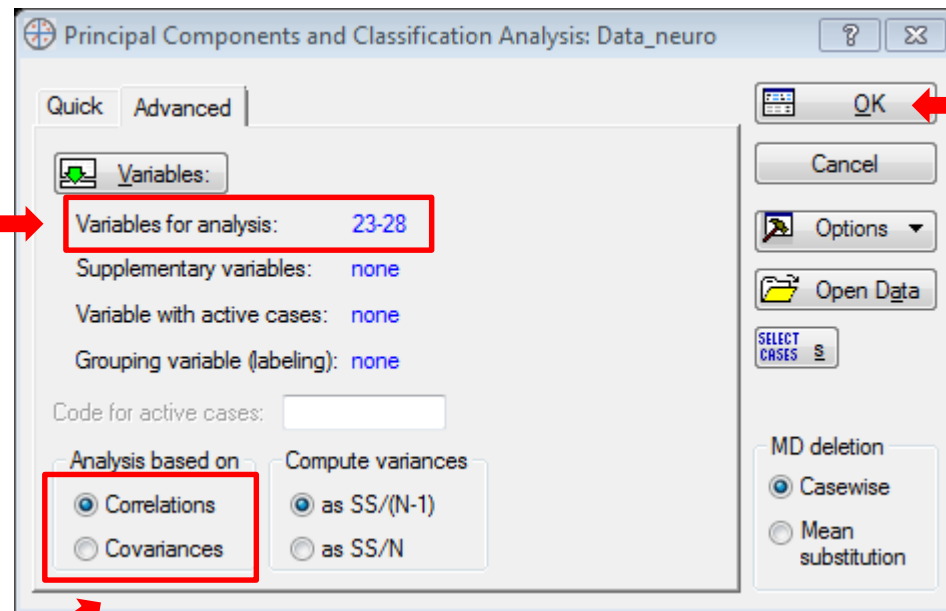 Principal Components and Classification Analysis: Data_neuro
Quick Advanced
OK
Variables:
Cancel
Variables for analysis: 23-28
Options
Supplementary variables: none
Open Data
Variable with active cases: none
SELECT
CASES S
Grouping variable (labeling): none
Code for active cases:
Analysis based on
Correlations
Covariances
Compute variances
as SS/(N-1)
as SS/N
MD deletion
Casewise
Mean
substitution